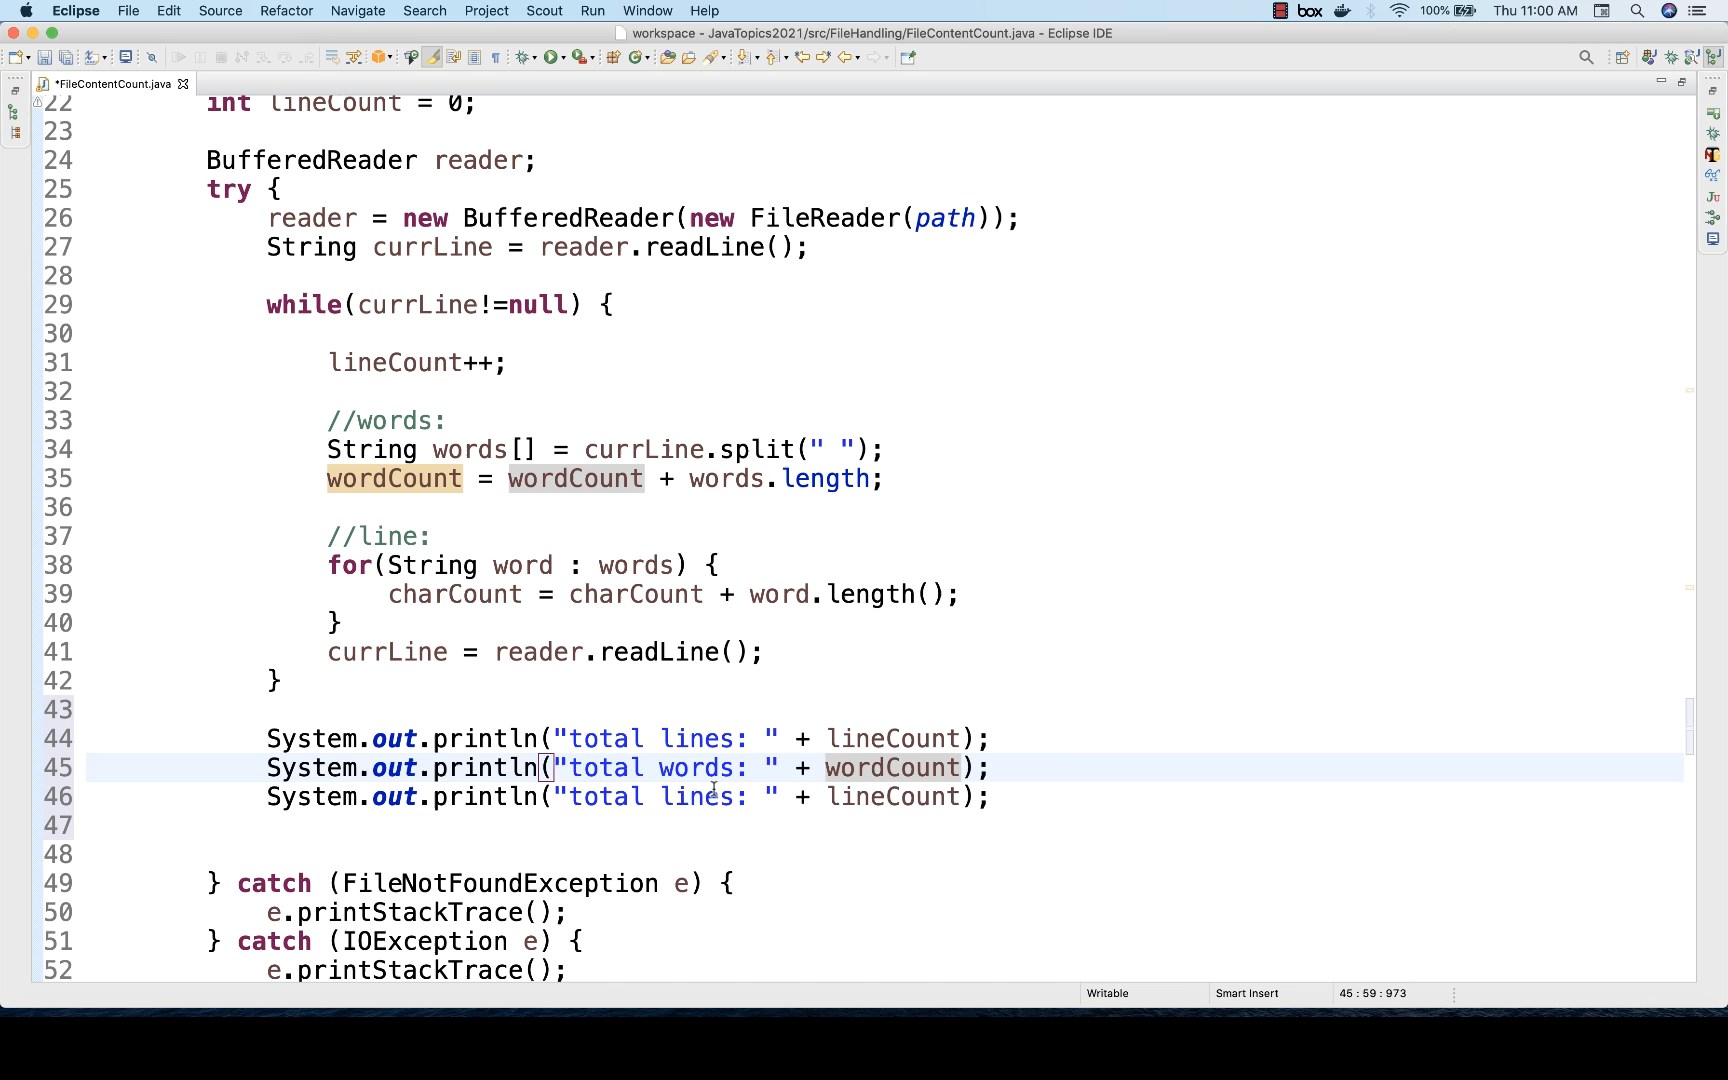 Eclipse File Edit Source Refactor Navigate Search Project Scout Run Window Help box 100% Thu 11:00 AM
workspace - JavaTopics2021/src/FileHandling/FileContentCount.java - Eclipse IDE
*FileContentCount.java
22 int lineCount = 0;
23
24 BufferedReader reader;
25 try {
26 reader = new BufferedReader(new FileReader(path));
27 String currLine = reader.readLine();
28
29 while(currLine!=null) {
30
31 lineCount++;
32
33 //words:
34 String words[] = currLine.split(" ");
35 wordCount = wordCount + words.length;
36
37 //line:
38 for(String word : words) {
39 charCount = charCount + word.length();
40 }
41 currLine = reader.readLine();
42 }
43
44 System.out.println("total lines: " + lineCount);
45 System.out.println("total words: " + wordCount);
46 System.out.println("total lines: " + lineCount);
47
48
49 } catch (FileNotFoundException e) {
50 e.printStackTrace();
51 } catch (IOException e) {
52 e.printStackTrace();
Writable Smart Insert 45 : 59 : 973